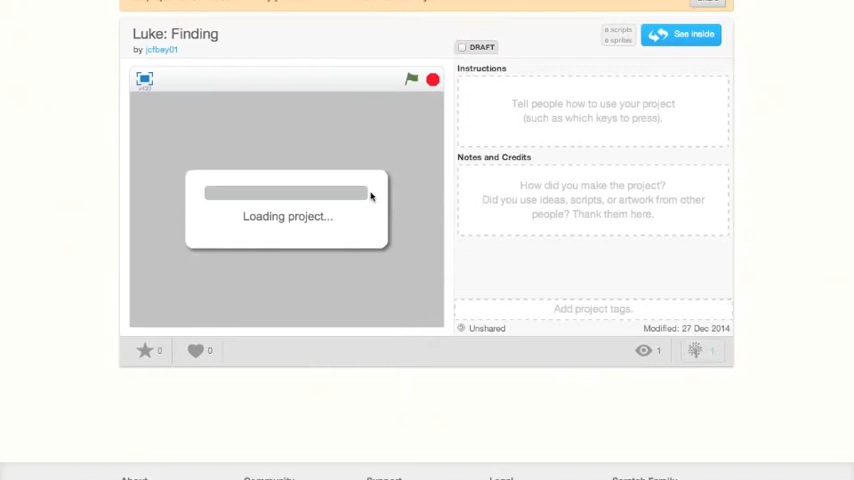 Luke: Finding
by jcfbey01
DRAFT
See inside
Instructions
Tell people how to use your project
(such as which keys to press).
Notes and Credits
How did you make the project?
Did you use ideas, scripts, or artwork from other
people? Thank them here.
Loading project...
Add project tags.
Unshared
Modified: 27 Dec 2014
0
0
1